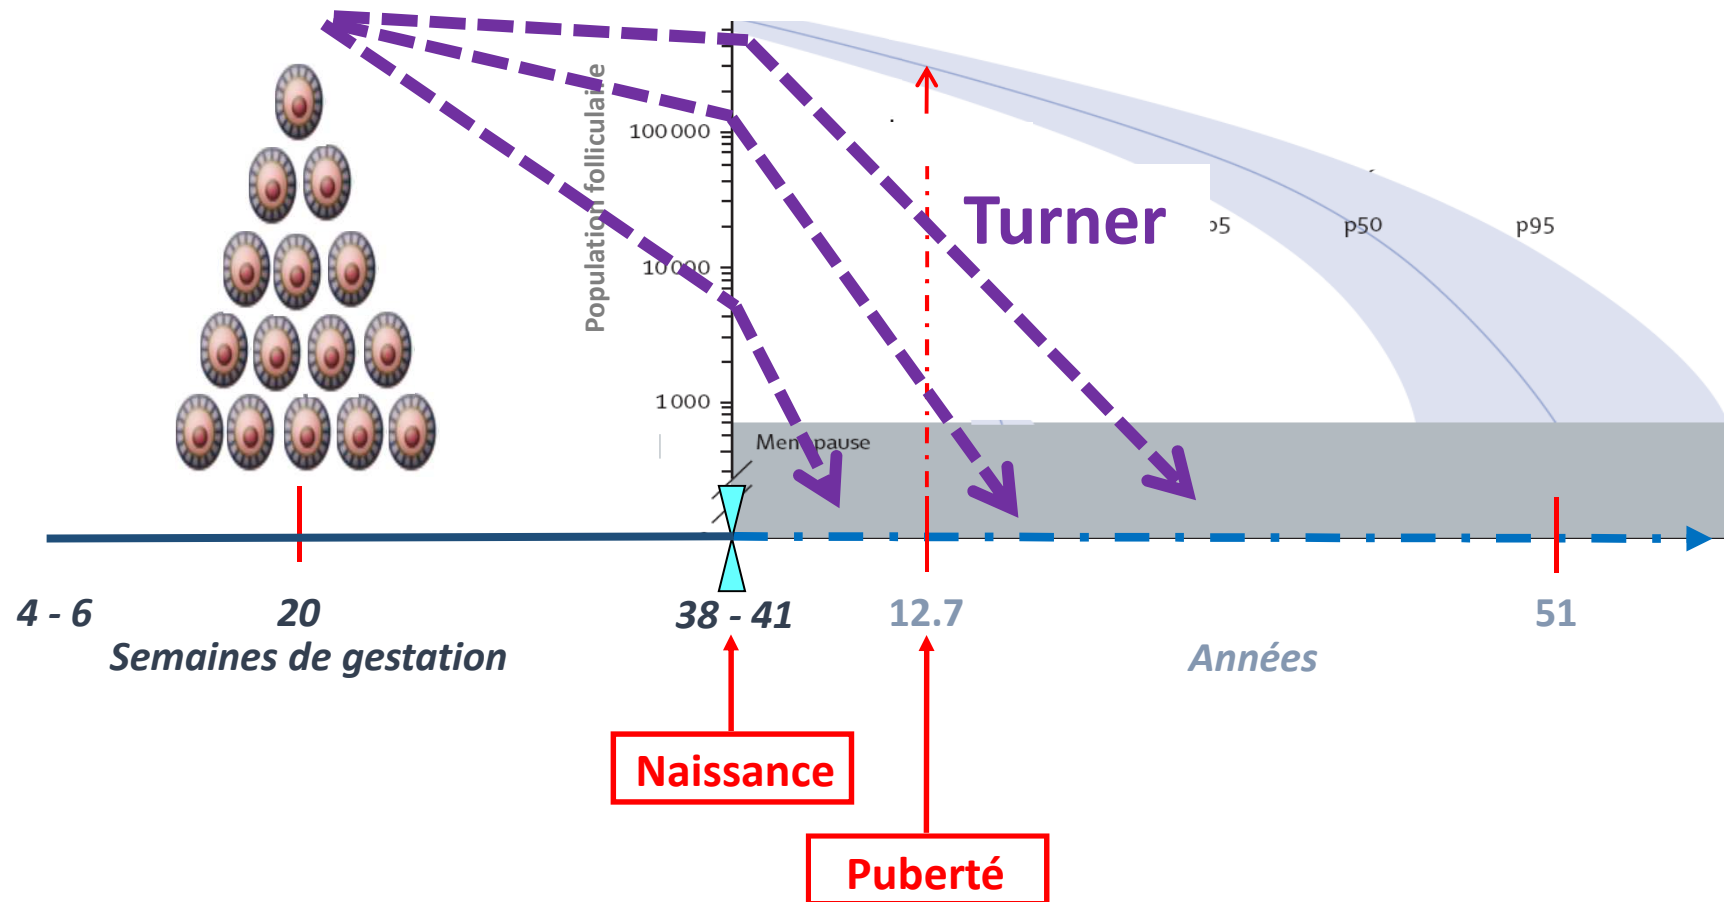 Population folliculaire
100 000
10 000
1 000
Menopause
Turner
p5
p50
p95
4 - 6
20
38 - 41
12.7
51
Semaines de gestation
Années
Naissance
Puberté